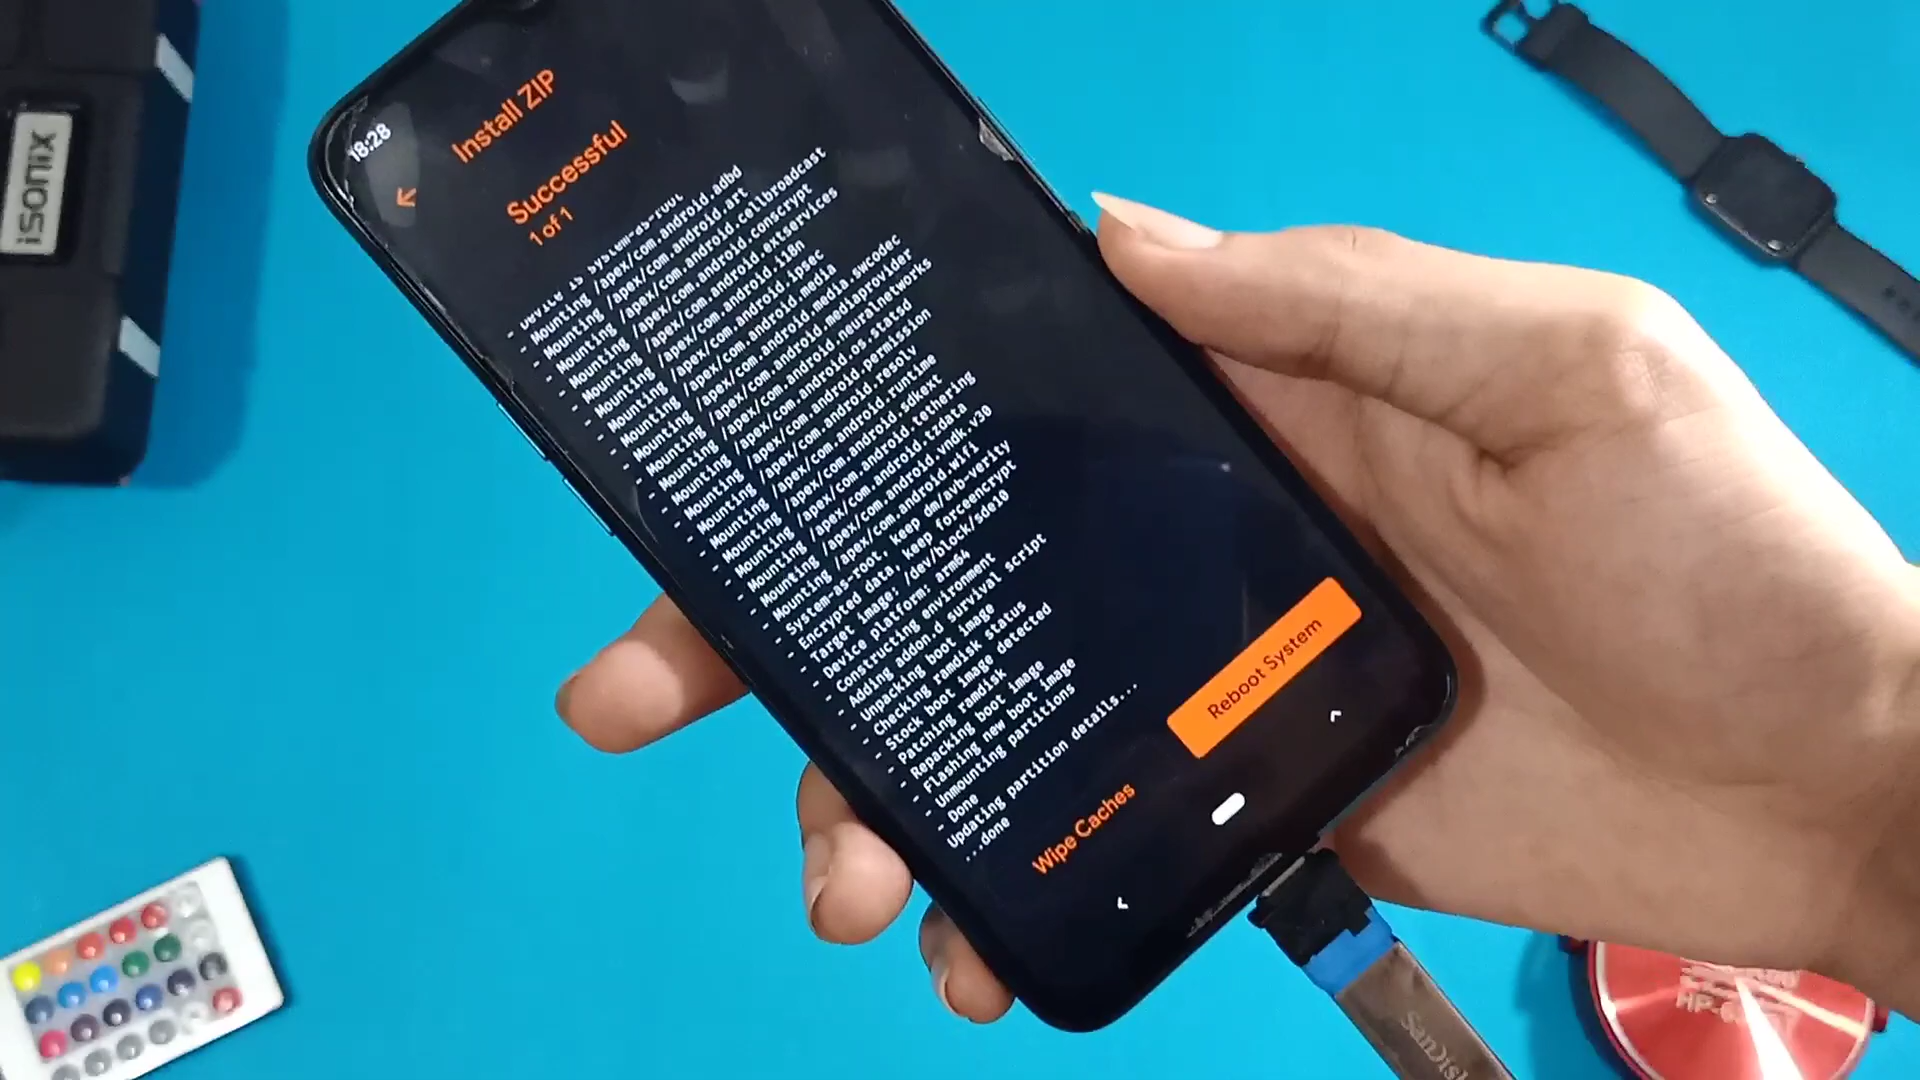 18:28
Install ZIP
Successful
1 of 1
- Device is system-as-root
- Mounting /apex/com.android.adbd
- Mounting /apex/com.android.art
- Mounting /apex/com.android.cellbroadcast
- Mounting /apex/com.android.conscrypt
- Mounting /apex/com.android.extservices
- Mounting /apex/com.android.i18n
- Mounting /apex/com.android.ipsec
- Mounting /apex/com.android.media
- Mounting /apex/com.android.media.swcodec
- Mounting /apex/com.android.mediaprovider
- Mounting /apex/com.android.neuralnetworks
- Mounting /apex/com.android.os.statsd
- Mounting /apex/com.android.permission
- Mounting /apex/com.android.resolv
- Mounting /apex/com.android.runtime
- Mounting /apex/com.android.sdkext
- Mounting /apex/com.android.tethering
- Mounting /apex/com.android.tzdata
- Mounting /apex/com.android.vndk.v30
- Mounting /apex/com.android.wifi
- System-as-root, keep dm/avb-verity
- Encrypted data, keep forceencrypt
- Target image: /dev/block/sde10
- Device platform: arm64
- Constructing environment
- Adding addon.d survival script
- Unpacking boot image
- Checking ramdisk status
- Stock boot image detected
- Patching ramdisk
- Repacking boot image
- Flashing new boot image
- Unmounting partitions
- Done
Updating partition details...
...done
Wipe Caches
Reboot System
isonix
SanDisk